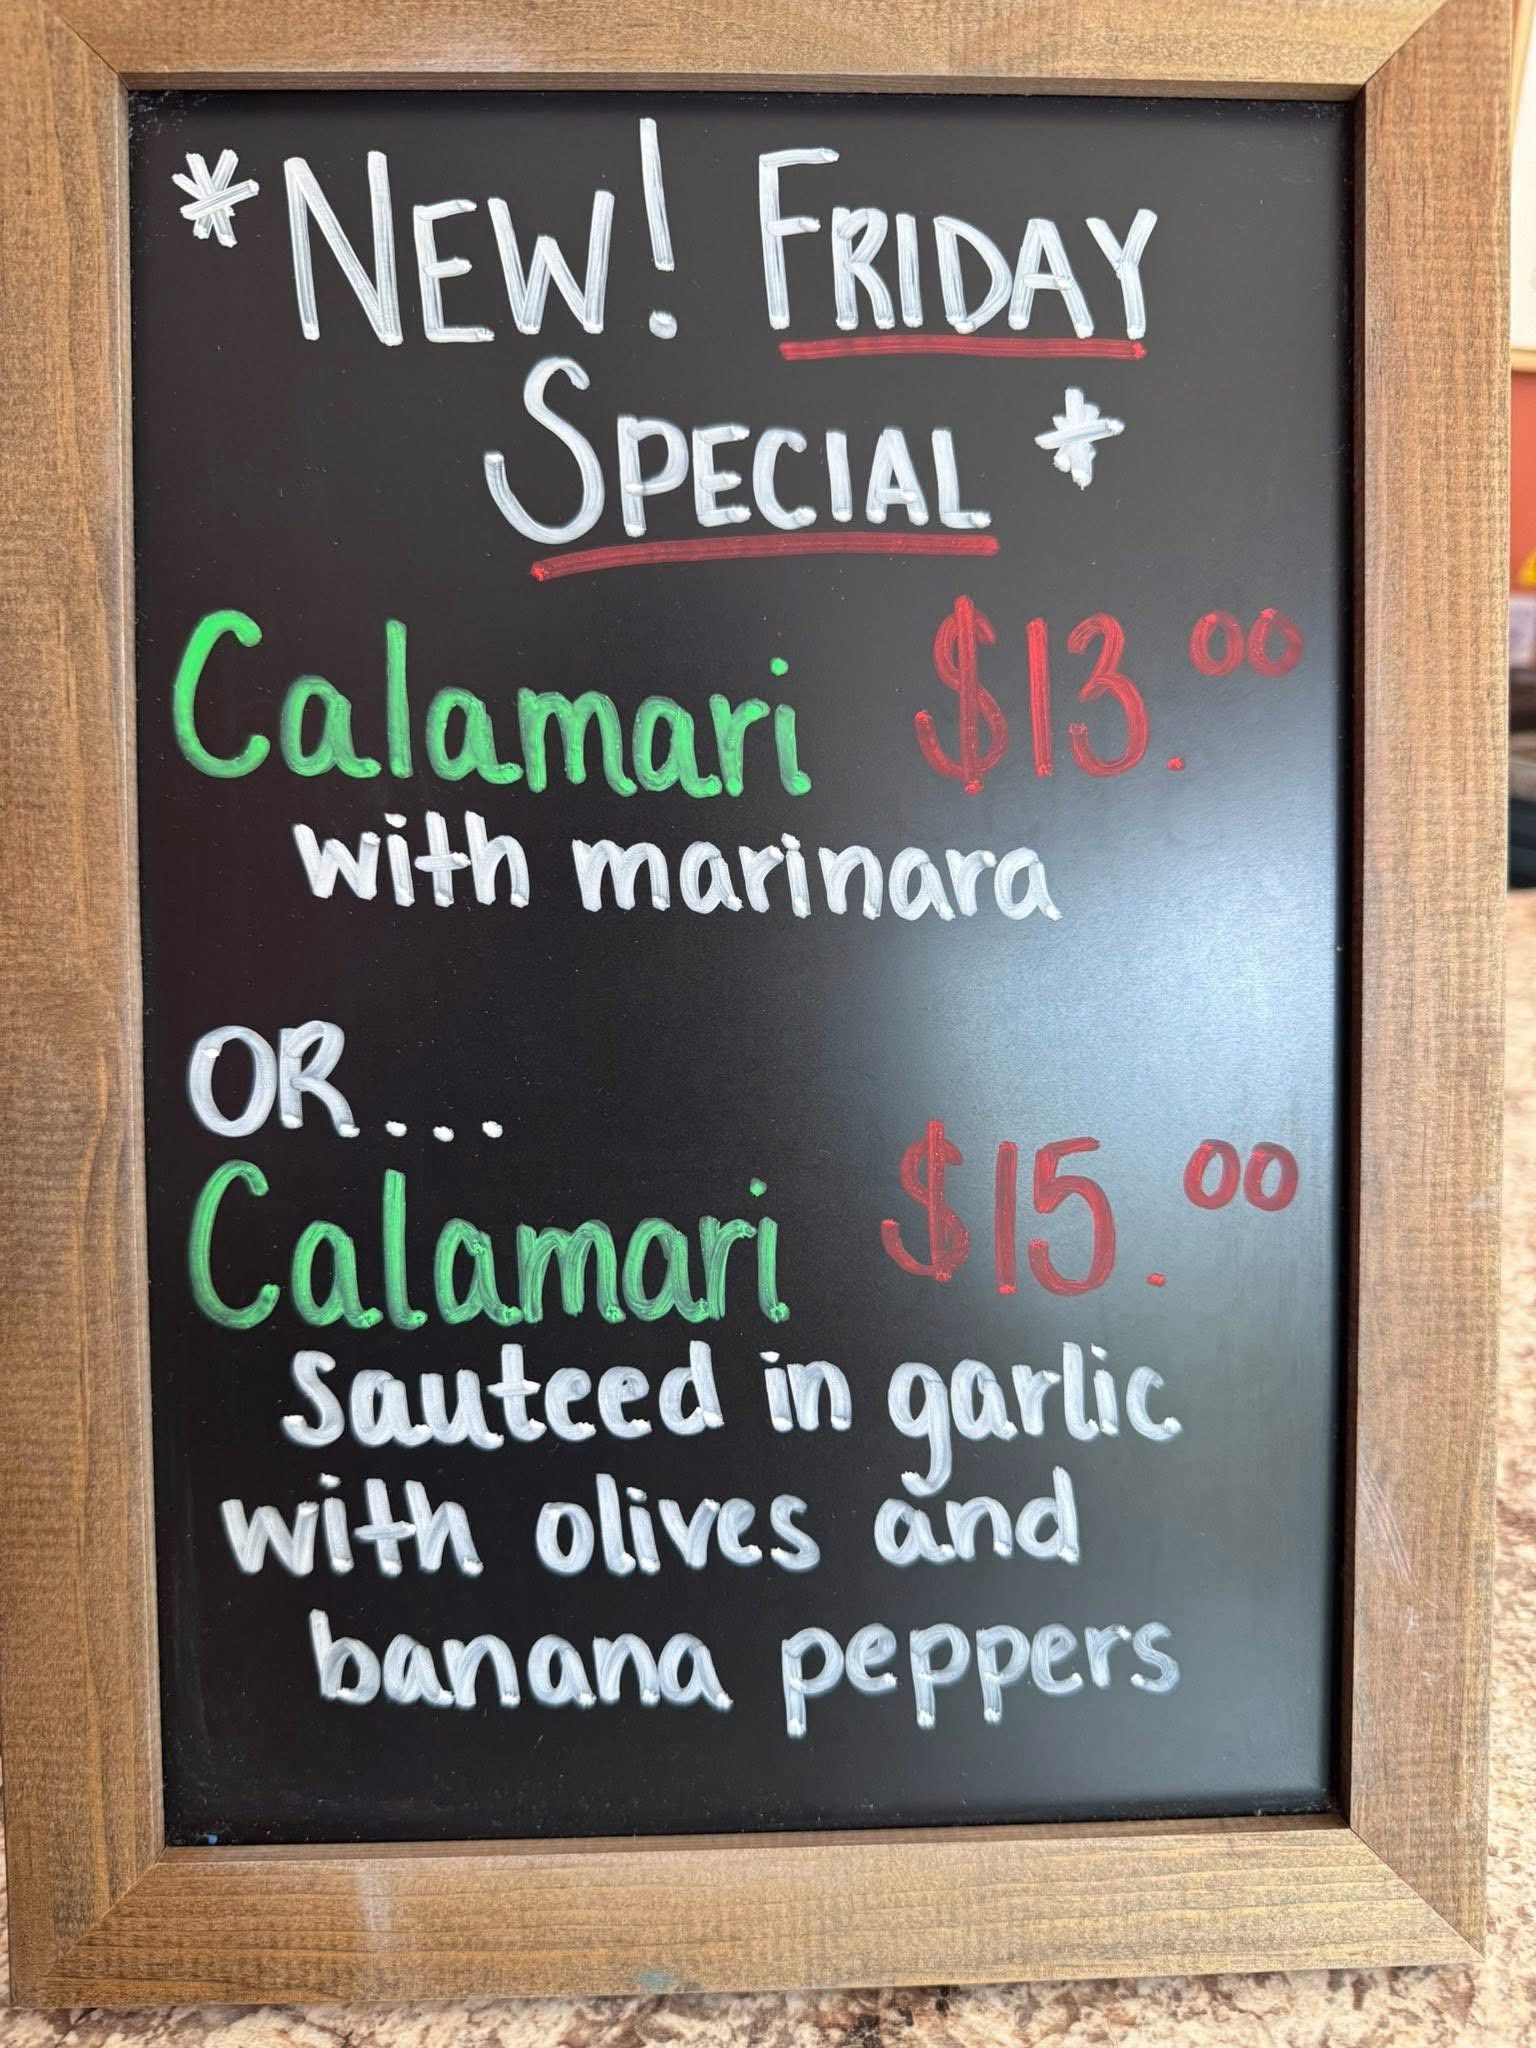 *NEW! FRIDAY
SPECIAL *
Calamari $13.00
with marinara
OR....
Calamari $15.00
sauteed in garlic
with olives and
banana peppers